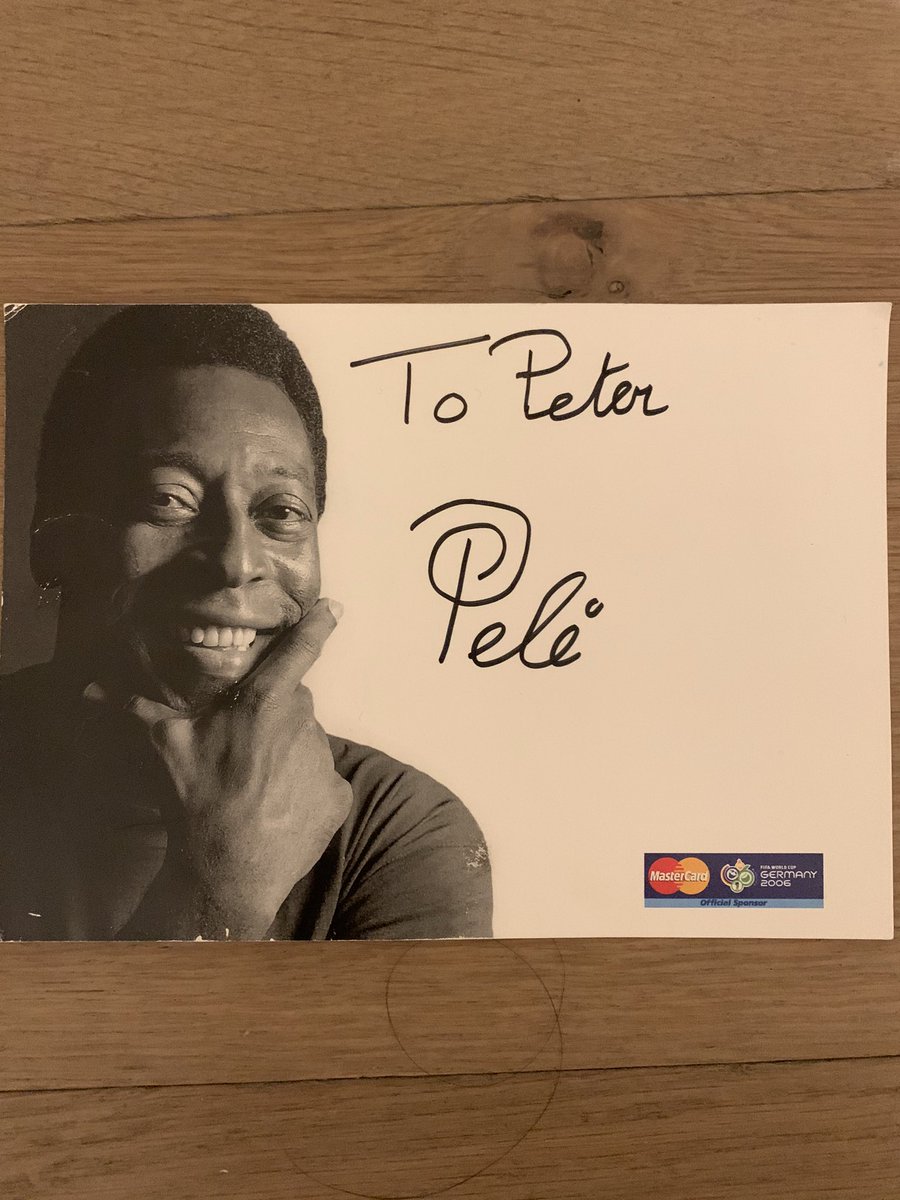 To Peter
Pelé
MasterCard
FIFA WORLD CUP
GERMANY
2006
Official Sponsor